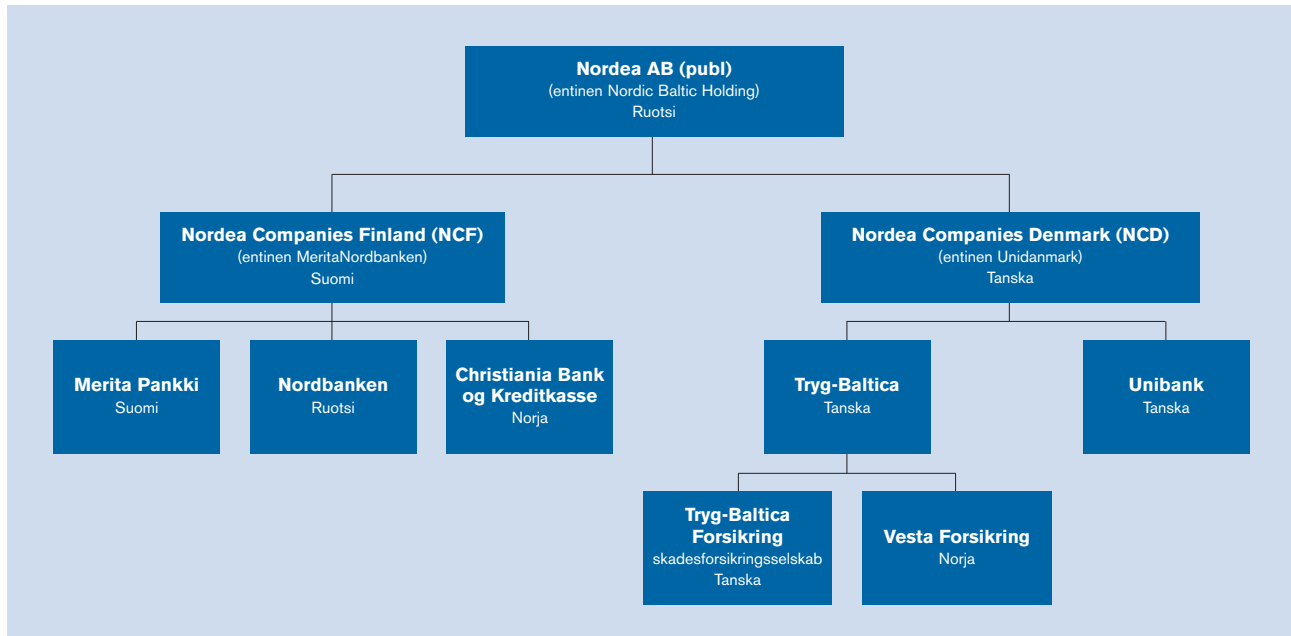 Nordea AB (publ)
(entinen Nordic Baltic Holding)
Ruotsi
Nordea Companies Finland (NCF)
(entinen MeritaNordbanken)
Suomi
Nordea Companies Denmark (NCD)
(entinen Unidanmark)
Tanska
Merita Pankki
Suomi
Nordbanken
Ruotsi
Christiania Bank
og Kreditkasse
Norja
Tryg-Baltica
Tanska
Unibank
Tanska
Tryg-Baltica
Forsikring
skadesforsikringsselskab
Tanska
Vesta Forsikring
Norja